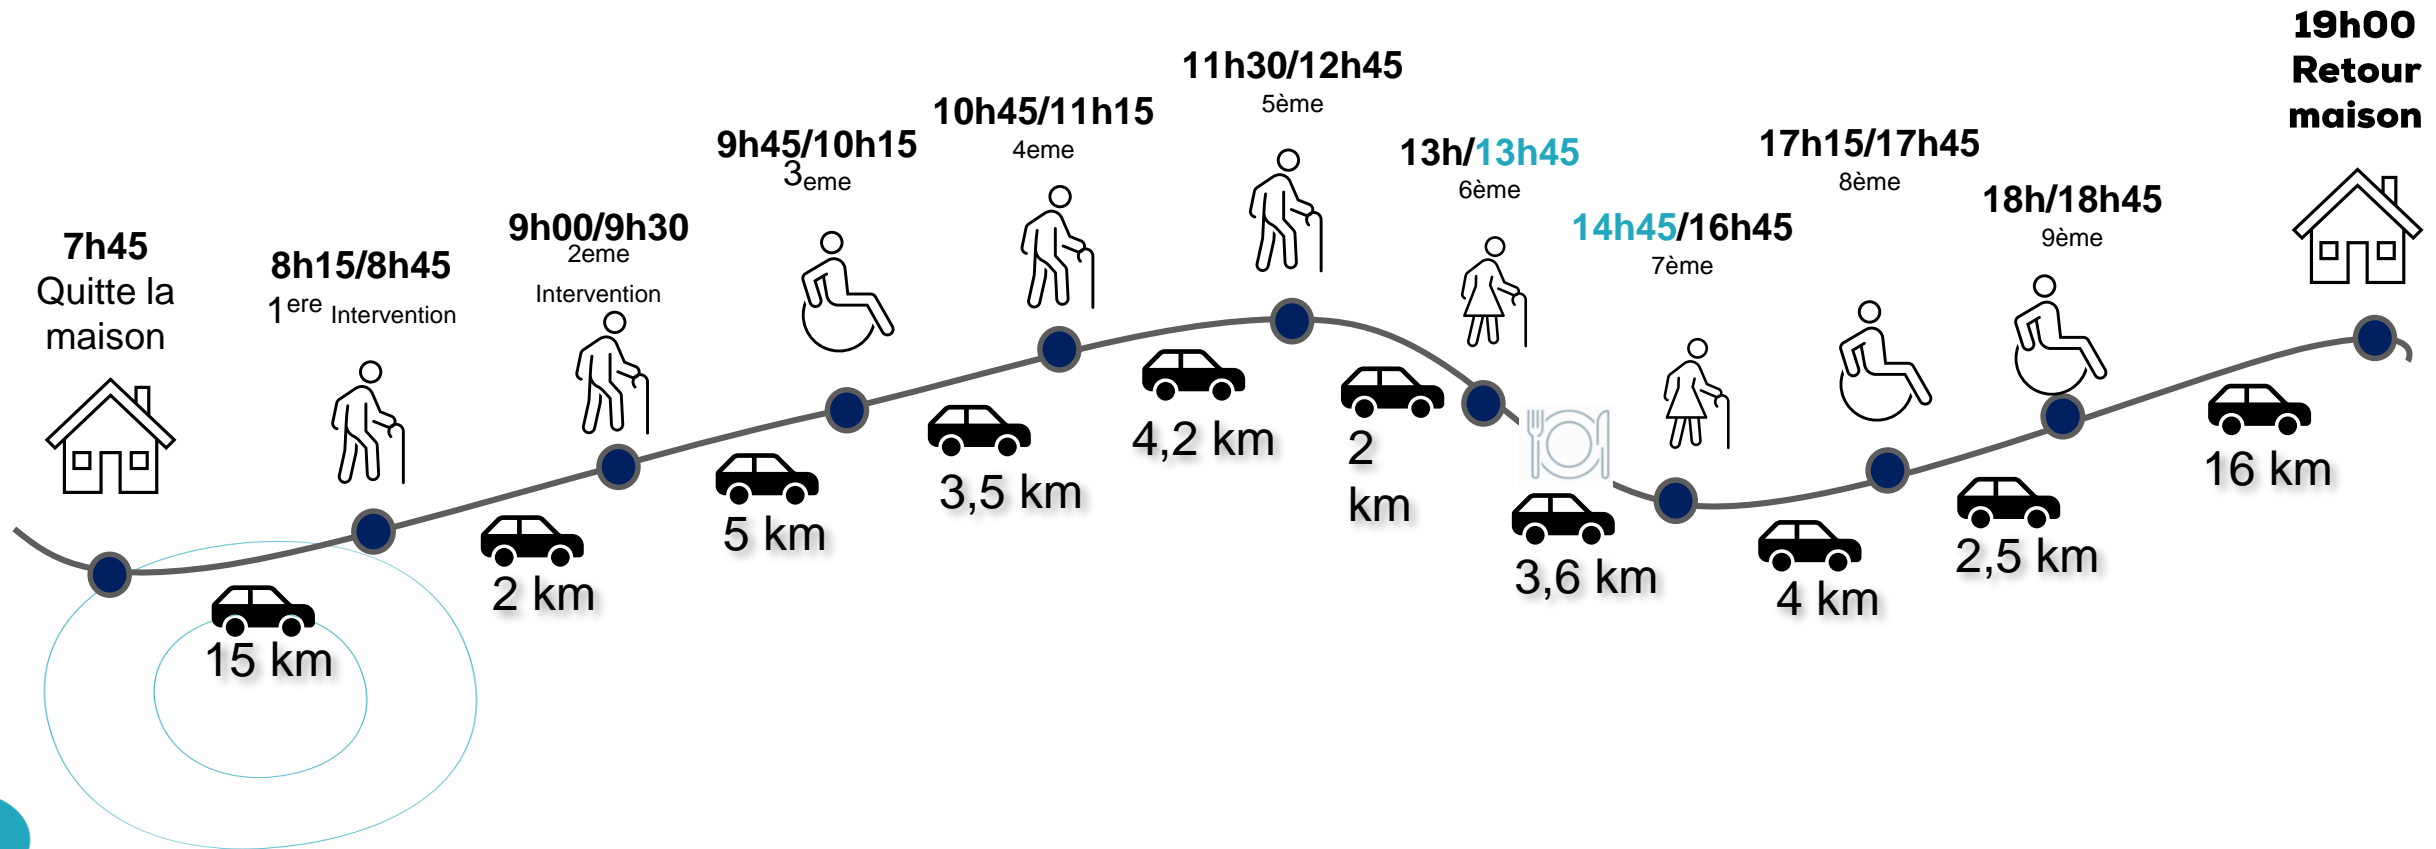 7h45
Quitte la
maison
15 km
8h15/8h45
1ere Intervention
2 km
9h00/9h30
2eme
Intervention
5 km
9h45/10h15
3eme
3,5 km
10h45/11h15
4eme
4,2 km
11h30/12h45
5ème
2
km
13h/13h45
6ème
3,6 km
14h45/16h45
7ème
4 km
17h15/17h45
8ème
2,5 km
18h/18h45
9ème
16 km
19h00
Retour
maison